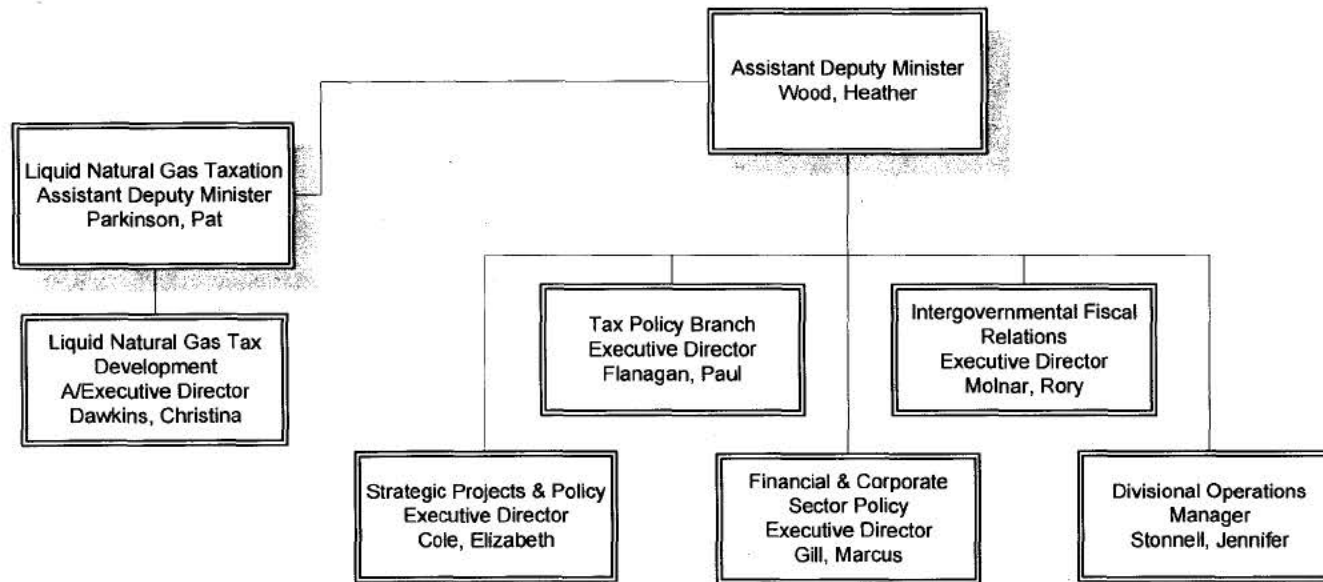 Assistant Deputy Minister
Wood, Heather
Liquid Natural Gas Taxation
Assistant Deputy Minister
Parkinson, Pat
Liquid Natural Gas Tax
Development
A/Executive Director
Dawkins, Christina
Tax Policy Branch
Executive Director
Flanagan, Paul
Intergovernmental Fiscal
Relations
Executive Director
Molnar, Rory
Strategic Projects & Policy
Executive Director
Cole, Elizabeth
Financial & Corporate
Sector Policy
Executive Director
Gill, Marcus
Divisional Operations
Manager
Stonnell, Jennifer